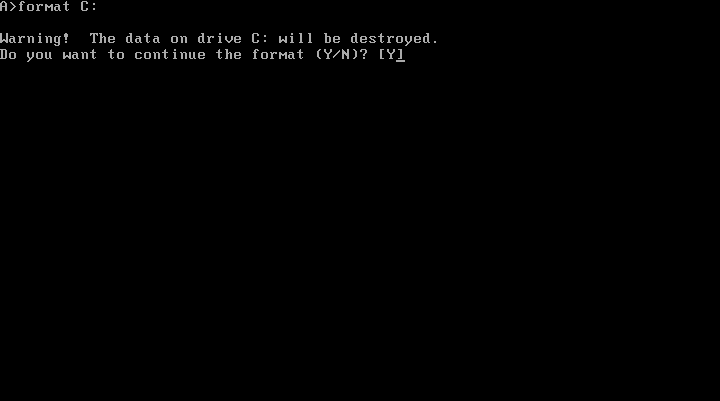 A>format C:
Warning!  The data on drive C: will be destroyed.
Do you want to continue the format (Y/N)? [Y]